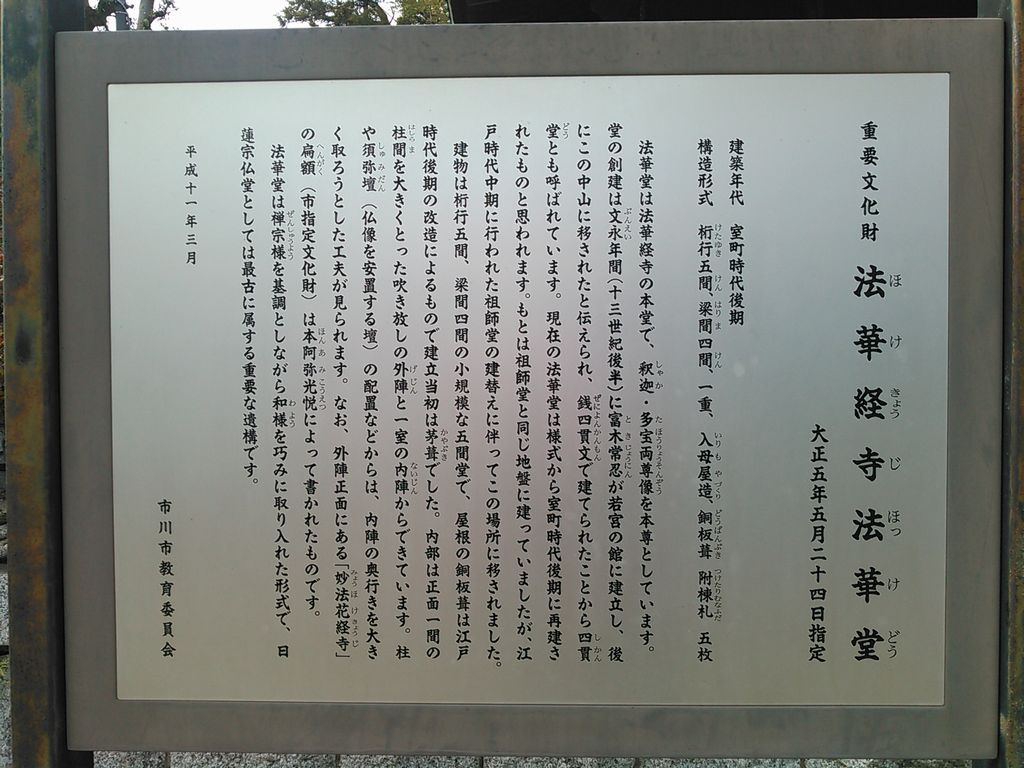 重要文化財 法華経寺法華堂
大正五年五月二十四日指定
建築年代 室町時代後期
構造形式 桁行五間、梁間四間、一重、入母屋造、銅板葺 附棟札 五枚
法華堂は法華経寺の本堂で、釈迦・多宝両尊像を本尊としています。
堂の創建は文永年間(十三世紀後半)に富木常忍が若宮の館に建立し、後
にこの中山に移されたと伝えられ、銭四貫文で建てられたことから四貫
堂とも呼ばれています。現在の法華堂は様式から室町時代後期に再建さ
れたものと思われます。もとは祖師堂と同じ地盤に建っていましたが、江
戸時代中期に行われた祖師堂の建替えに伴ってこの場所に移されました。
建物は桁行五間、梁間四間の小規模な五間堂で、屋根の銅板葺は江戸
時代後期の改造によるもので建立当初は茅葺でした。内部は正面一間の
柱間を大きくとった吹き放しの外陣と一室の内陣からできています。柱
や須弥壇(仏像を安置する壇)の配置などからは、内陣の奥行きを大き
く取ろうとした工夫が見られます。なお、外陣正面にある「妙法花経寺」
の扁額(市指定文化財)は本阿弥光悦によって書かれたものです。
法華堂は禅宗様を基調としながら和様を巧みに取り入れた形式で、日
蓮宗仏堂としては最古に属する重要な遺構です。
平成十一年三月
市川市教育委員会